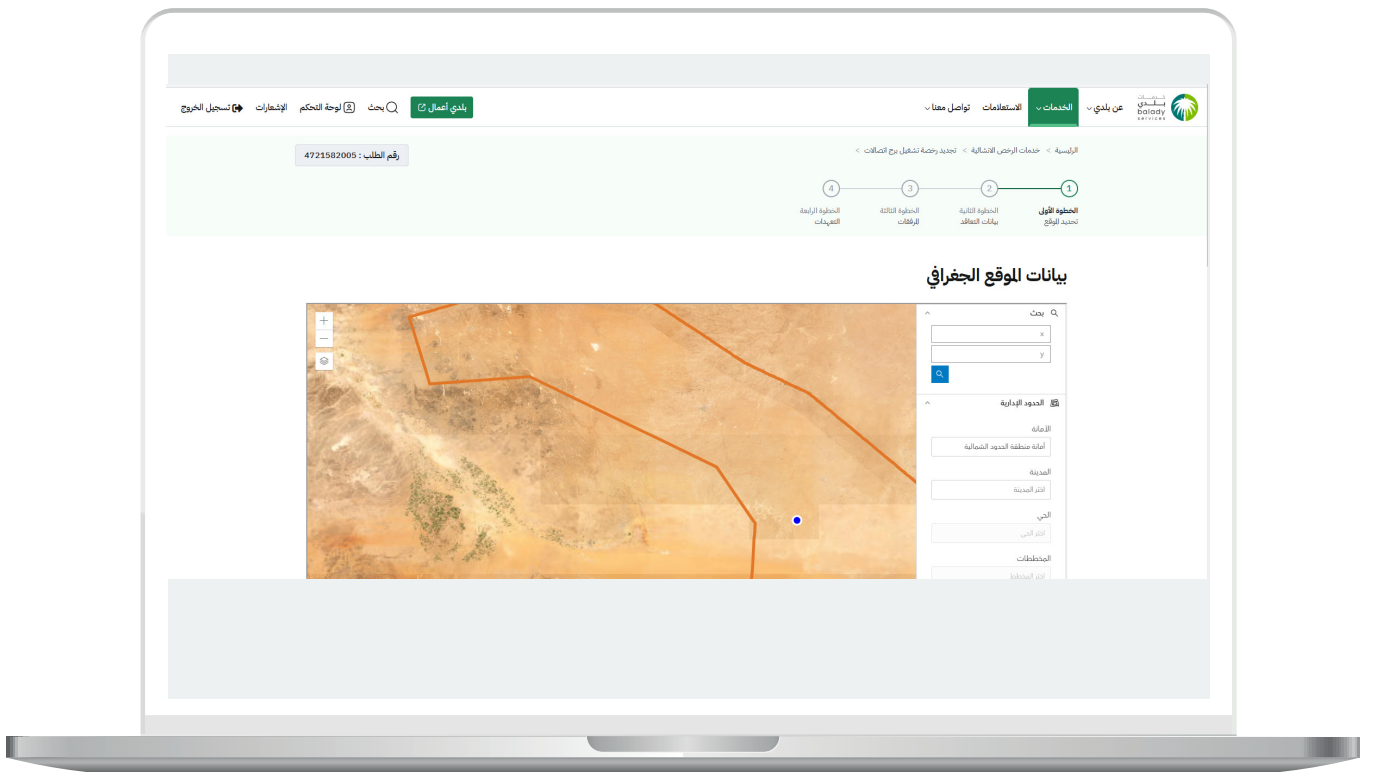 خدمات
بلدي
balady
services
عن بلدي
الخدمات
الاستعلامات
تواصل معنا
بلدي أعمال
بحث
لوحة التحكم
الإشعارات
تسجيل الخروج
الرئيسية > خدمات الرخص الانشائية > تجديد رخصة تشغيل برج اتصالات >
رقم الطلب : 4721582005
1 2 3 4
الخطوة الأولى
تحديد الموقع
الخطوة الثانية
بيانات التعاقد
الخطوة الثالثة
المرفقات
الخطوة الرابعة
التعهدات
بيانات الموقع الجغرافي
بحث
x
y
الحدود الإدارية
الأمانة
أمانة منطقة الحدود الشمالية
المدينة
اختر المدينة
الحي
اختر الحي
المخططات
اختر المخطط